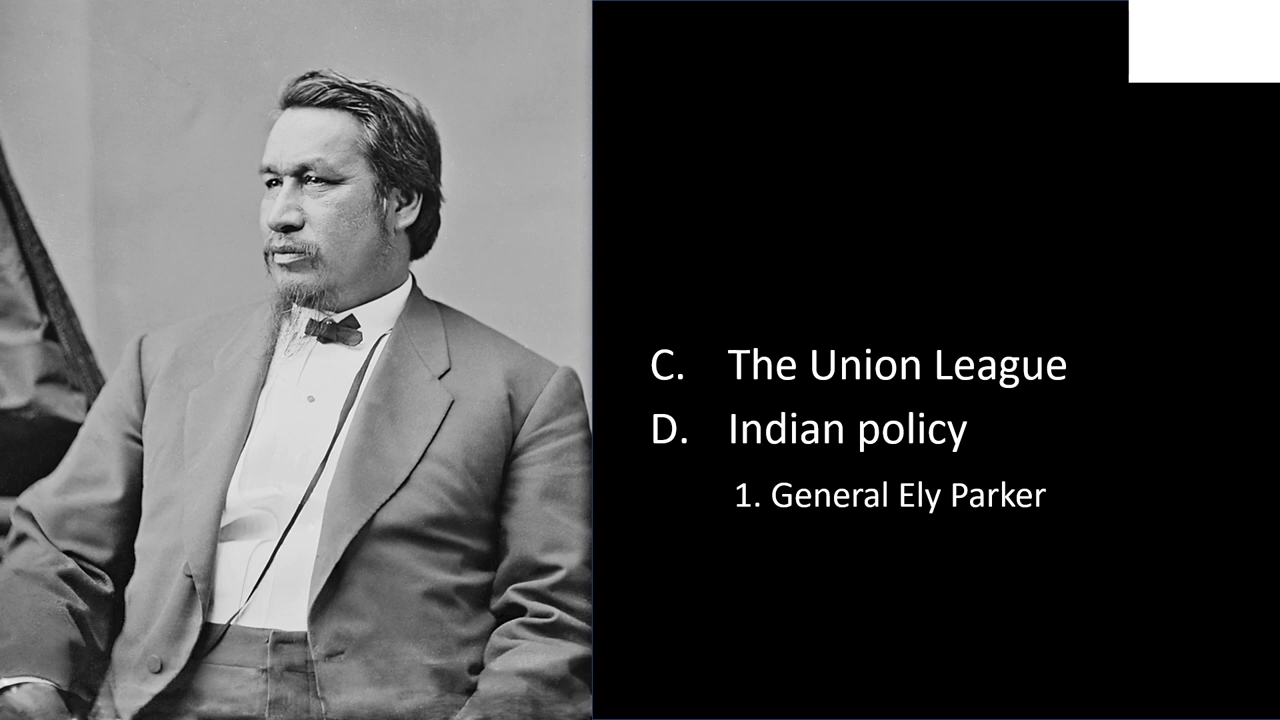 C. The Union League
D. Indian policy
1. General Ely Parker